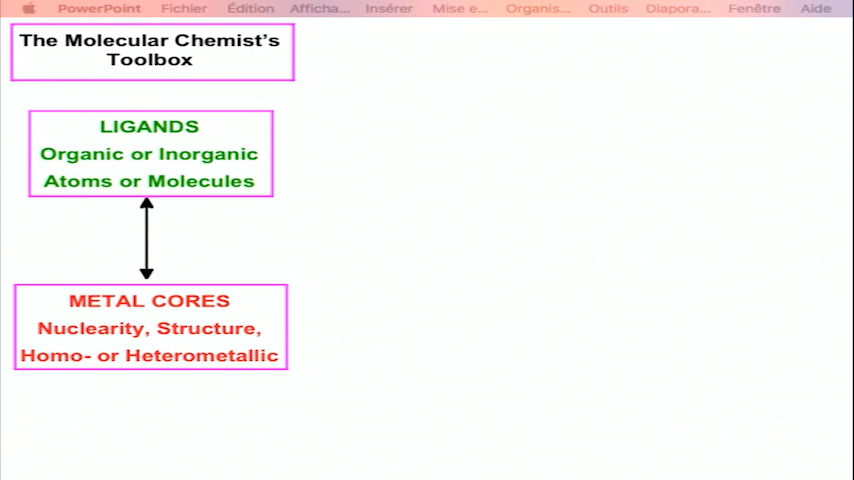 PowerPoint Fichier Édition Afficha... Insérer Mise e... Organis... Outils Diapora... Fenêtre Aide
The Molecular Chemist's
Toolbox
LIGANDS
Organic or Inorganic
Atoms or Molecules
METAL CORES
Nuclearity, Structure,
Homo- or Heterometallic